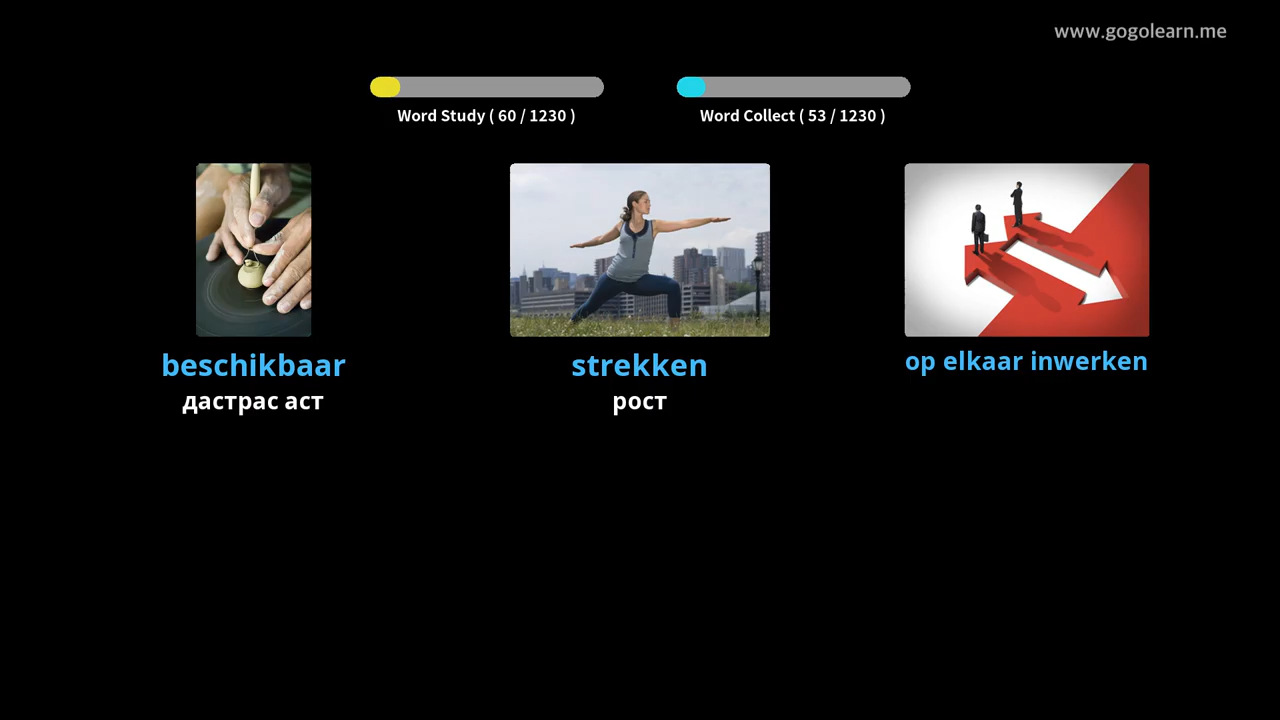 www.gogolearn.me
Word Study ( 60 / 1230 )
Word Collect ( 53 / 1230 )
beschikbaar
дастрас аст
strekken
рост
op elkaar inwerken